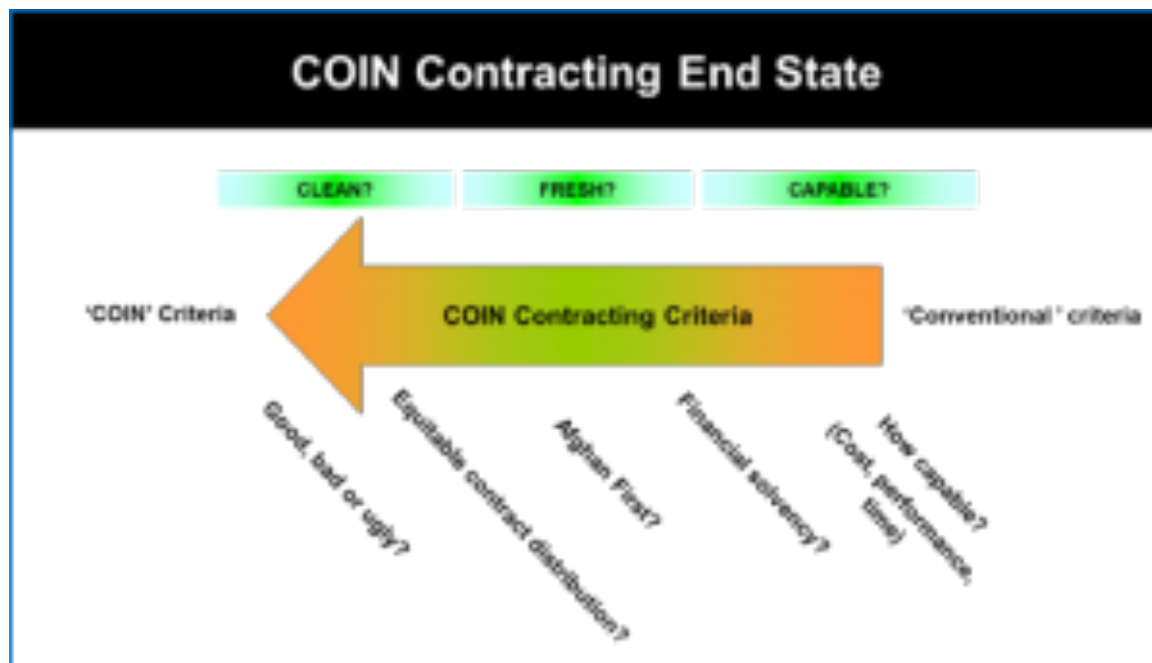 COIN Contracting End State
CLEAN? FRESH? CAPABLE?
'COIN' Criteria
COIN Contracting Criteria
'Conventional' criteria
Good, bad or ugly?
Equitable contract distribution?
Afghan First?
Financial solvency?
How capable?
(Cost, performance,
time)